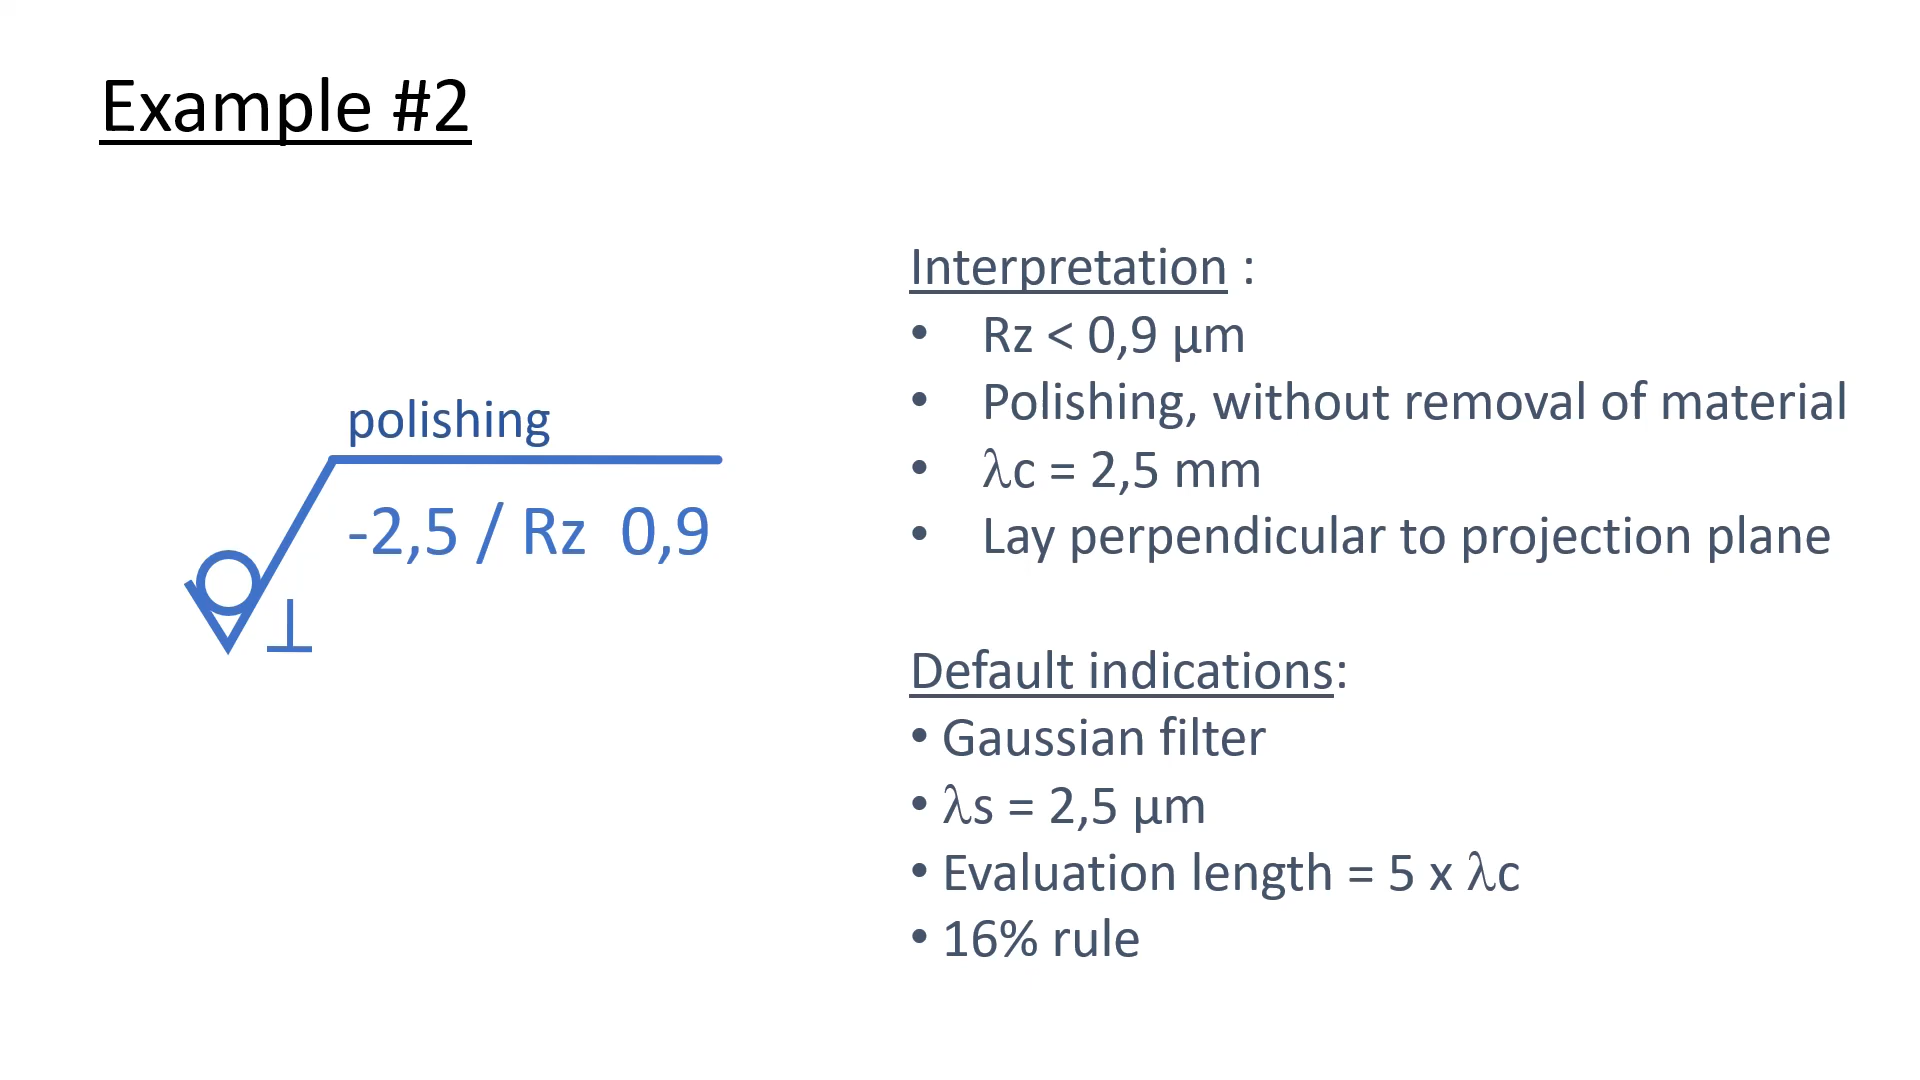 Example #2
polishing
-2,5 / Rz 0,9
⊥
Interpretation :
• Rz < 0,9 µm
• Polishing, without removal of material
• λc = 2,5 mm
• Lay perpendicular to projection plane
Default indications:
• Gaussian filter
• λs = 2,5 µm
• Evaluation length = 5 x λc
• 16% rule